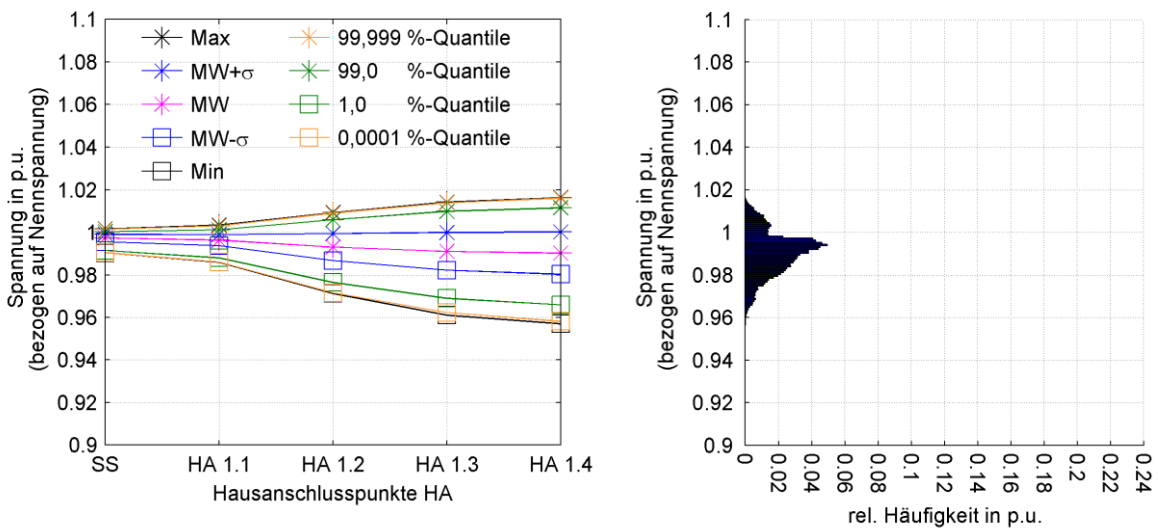 Spannung in p.u.
(bezogen auf Nennspannung)
1.1
1.08
1.06
1.04
1.02
1
0.98
0.96
0.94
0.92
0.9
Max
MW+σ
MW
MW-σ
Min
99,999 %-Quantile
99,0 %-Quantile
1,0 %-Quantile
0,0001 %-Quantile
SS
HA 1.1
HA 1.2
HA 1.3
HA 1.4
Hausanschlusspunkte HA
Spannung in p.u.
(bezogen auf Nennspannung)
1.1
1.08
1.06
1.04
1.02
1
0.98
0.96
0.94
0.92
0.9
0
0.02
0.04
0.06
0.08
0.1
0.12
0.14
0.16
0.18
0.2
0.22
0.24
rel. Häufigkeit in p.u.